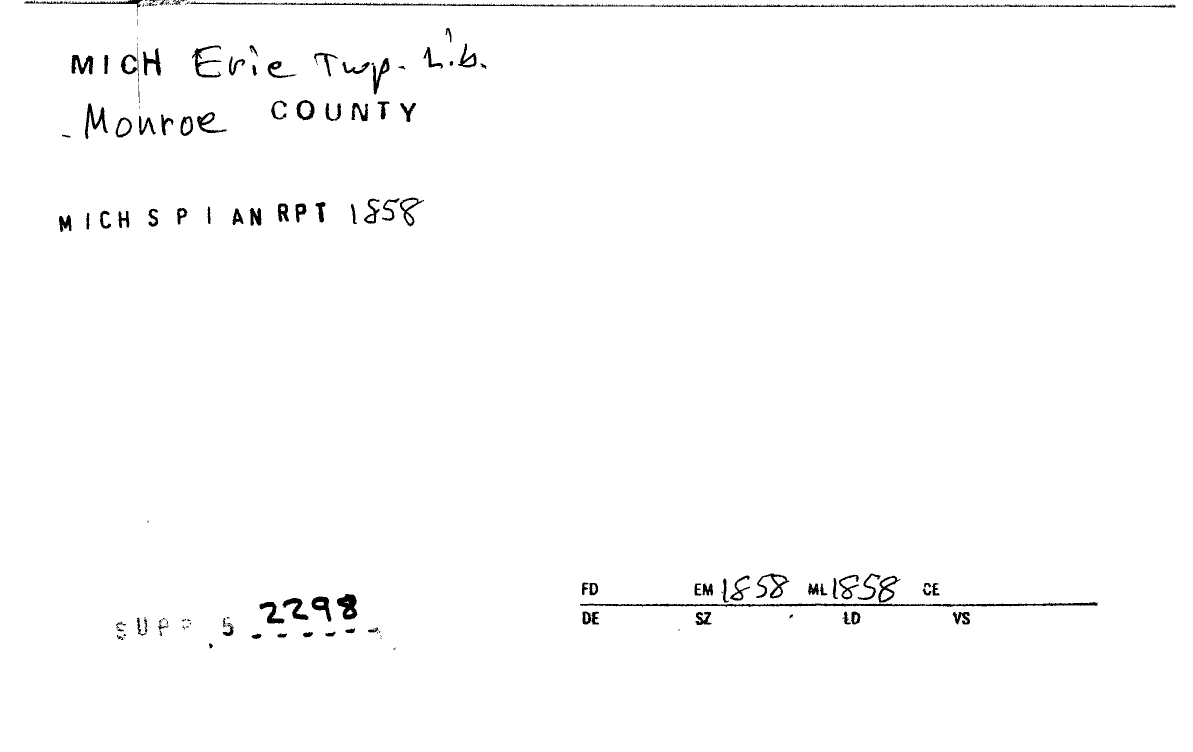 MICH Erie Twp. Lib.
Monroe COUNTY
MICH S P I AN RPT 1858
FD EM 1858 ML 1858 CE
SUPP. 5 2298
DE SZ LD VS